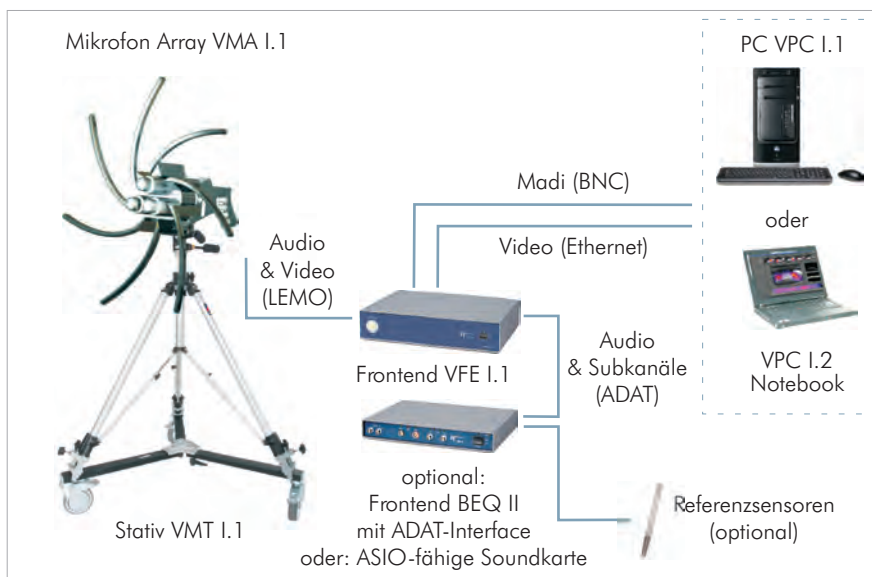 Mikrofon Array VMA I.1
PC VPC I.1
Madi (BNC)
oder
Video (Ethernet)
Audio
& Video
(LEMO)
VPC I.2
Notebook
Frontend VFE I.1
Audio
& Subkanäle
(ADAT)
optional:
Frontend BEQ II
mit ADAT-Interface
oder: ASIO-fähige Soundkarte
Referenzsensoren
(optional)
Stativ VMT I.1